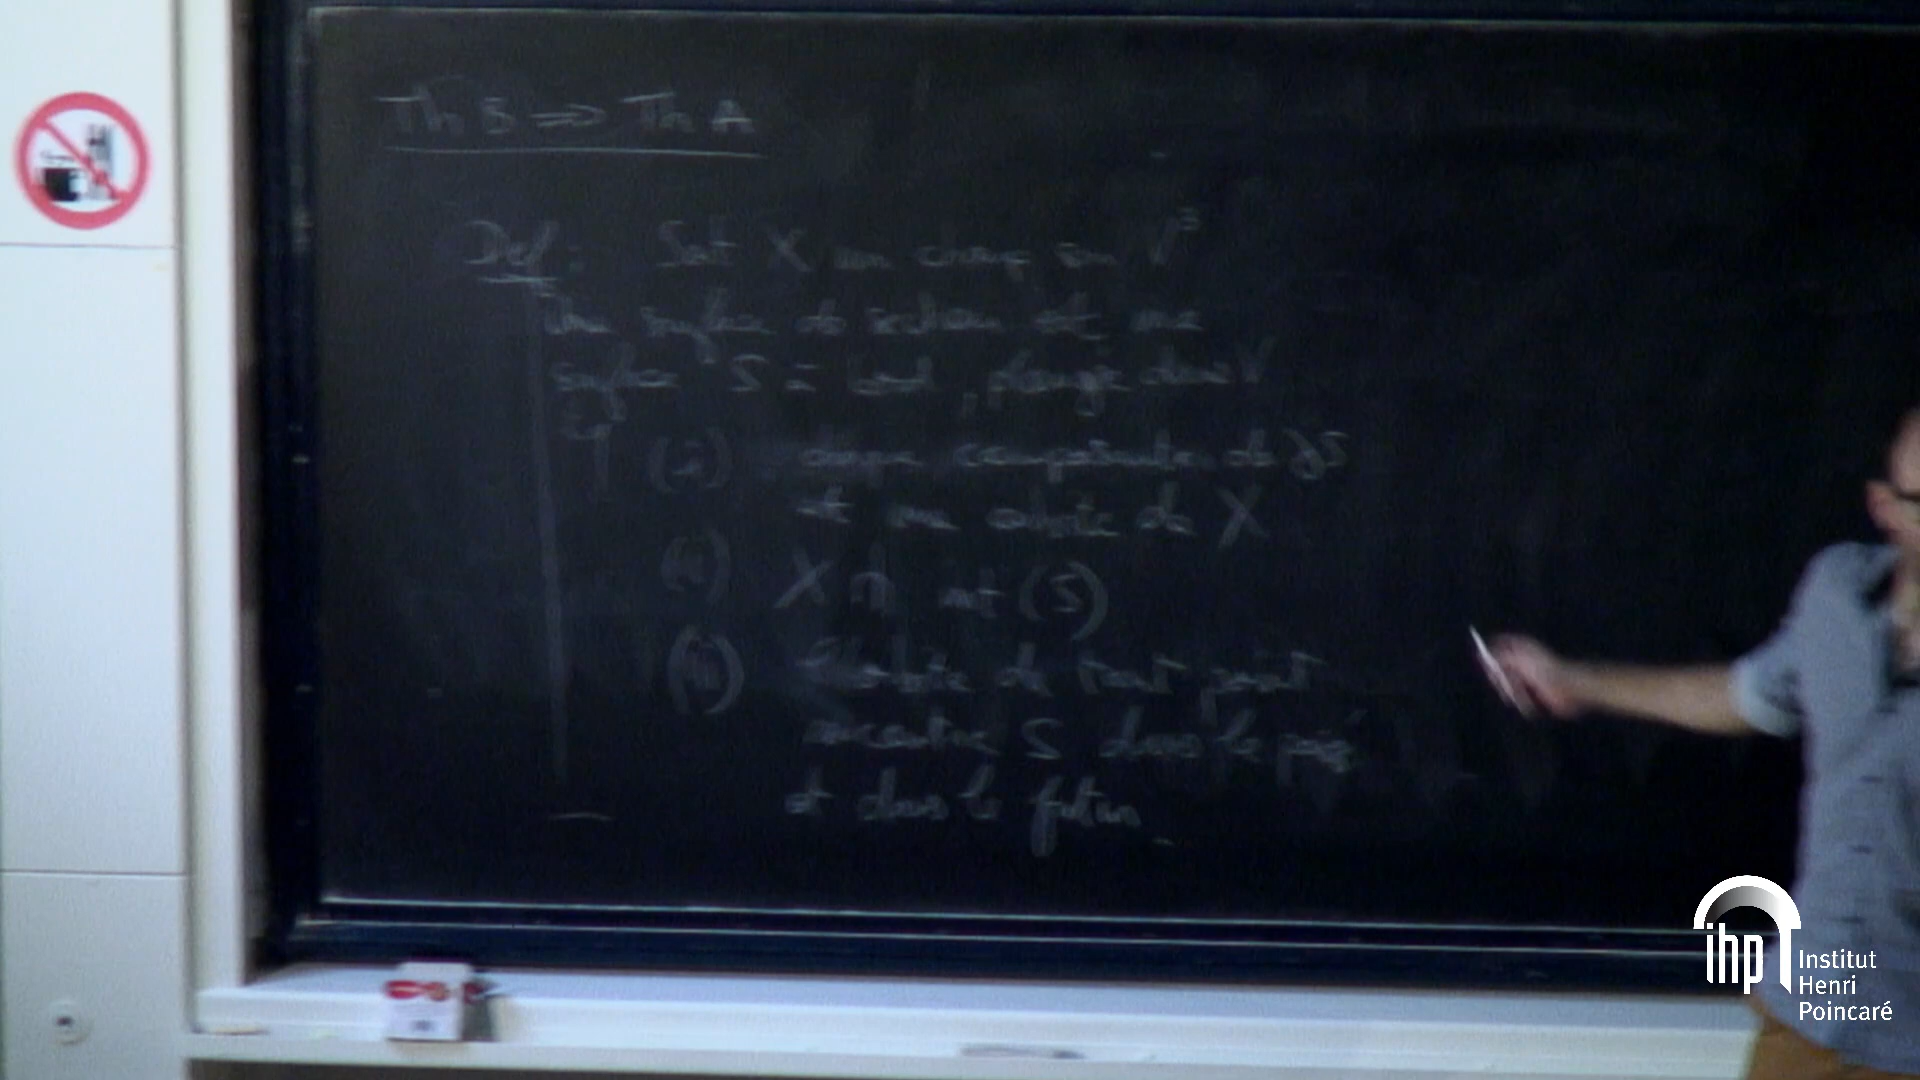 Th B => Th A
Def : Soit X un champ sur V³
Une surface de section est une
surface S à bord, plongée dans V
tq (i) chaque composante de ∂S
est une orbite de X
(ii) X ⋔ int (S)
(iii) l'orbite de tout point
rencontre S dans le passé
et dans le futur
ihp
Institut
Henri
Poincaré